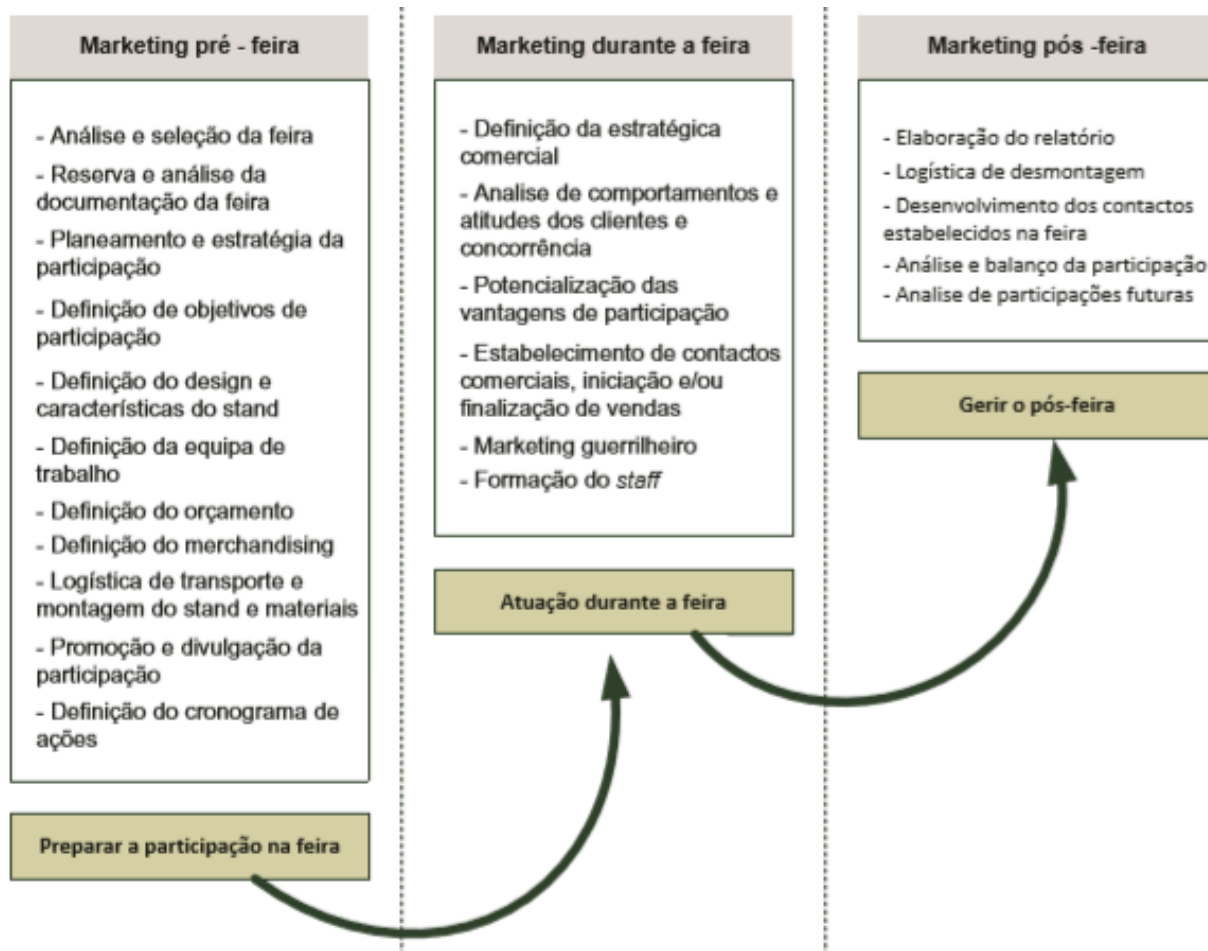 Marketing pré - feira
- Análise e seleção da feira
- Reserva e análise da
documentação da feira
- Planeamento e estratégia da
participação
- Definição de objetivos de
participação
- Definição do design e
características do stand
- Definição da equipa de
trabalho
- Definição do orçamento
- Definição do merchandising
- Logística de transporte e
montagem do stand e materiais
- Promoção e divulgação da
participação
- Definição do cronograma de
ações
Preparar a participação na feira
Marketing durante a feira
- Definição da estratégica
comercial
- Analise de comportamentos e
atitudes dos clientes e
concorrência
- Potencialização das
vantagens de participação
- Estabelecimento de contactos
comerciais, iniciação e/ou
finalização de vendas
- Marketing guerrilheiro
- Formação do staff
Atuação durante a feira
Marketing pós -feira
- Elaboração do relatório
- Logística de desmontagem
- Desenvolvimento dos contactos
estabelecidos na feira
- Análise e balanço da participação
- Analise de participações futuras
Gerir o pós-feira